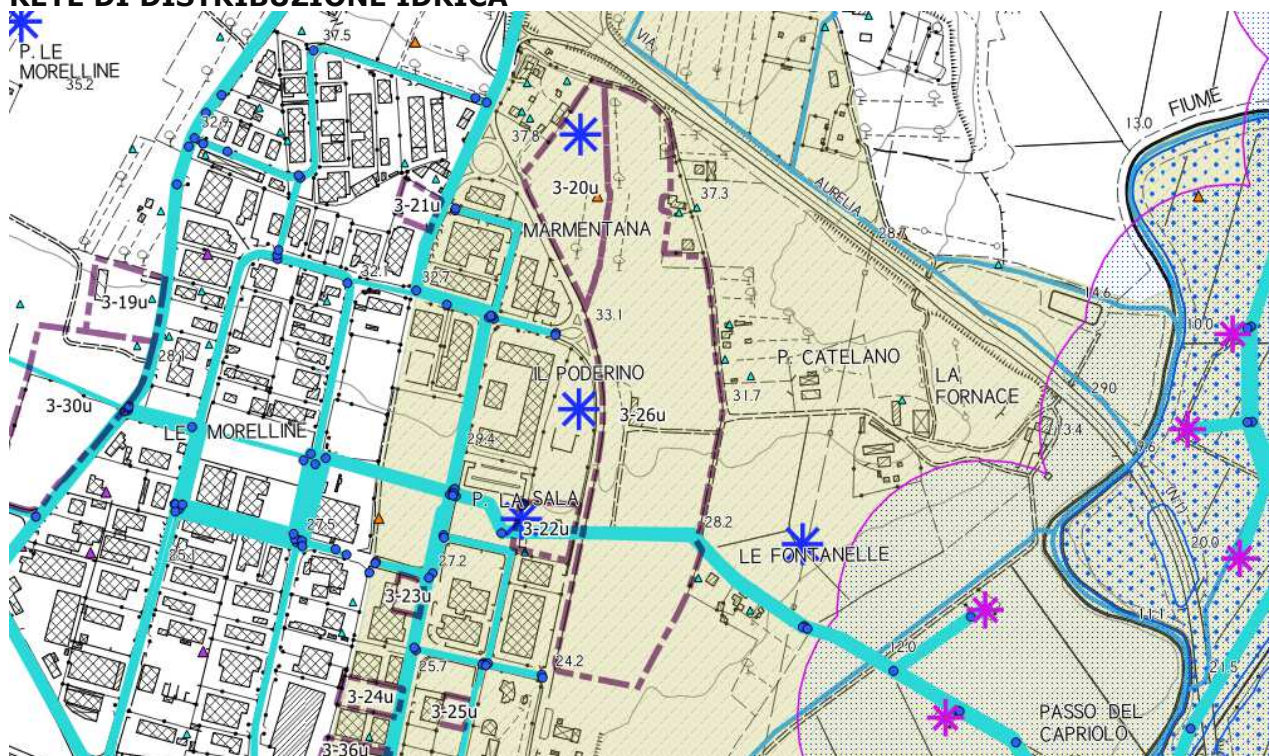 RETE DI DISTRIBUZIONE IDRICA
37.5
VIA
P. LE
MORELLINE
35.2
FIUME
13.0
37.8
3-20u
37.3
AURELIA
3-21u
MARMENTANA
28.7
32.1
32.7
14.6
3-19u
33.1
10.0
28.1
P. CATELANO
IL PODERINO
LA
FORNACE
290
3-30u
31.7
3-26u
LE MORELLINE
13.4
29.4
9.6
P. LA SALA
3-22u
27.5
28.2
20.0
25.1
27.2
LE FONTANELLE
3-23u
11.1
12.0
25.7
24.2
21.5
3-24u
3-25u
PASSO DEL
CAPRIOLO
3-36u